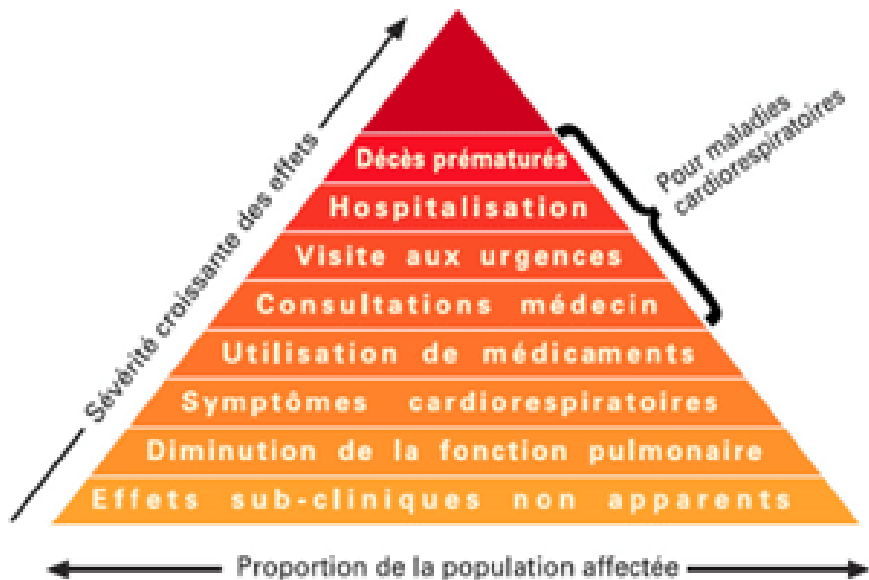 Sévérité croissante des effets
Pour maladies
cardiorespiratoires
Décès prématurés
Hospitalisation
Visite aux urgences
Consultations médecin
Utilisation de médicaments
Symptômes cardiorespiratoires
Diminution de la fonction pulmonaire
Effets sub-cliniques non apparents
Proportion de la population affectée